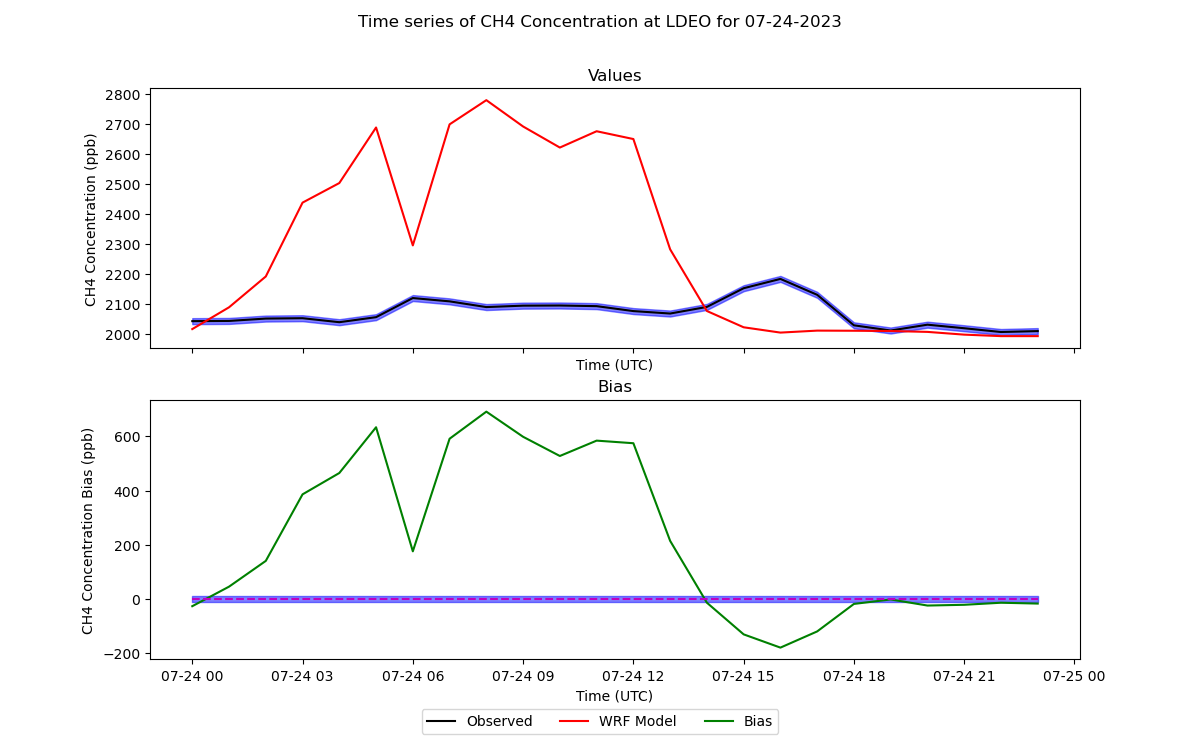 Time series of CH4 Concentration at LDEO for 07-24-2023
Values
CH4 Concentration (ppb)
2800
2700
2600
2500
2400
2300
2200
2100
2000
Time (UTC)
Bias
CH4 Concentration Bias (ppb)
600
400
200
0
−200
07-24 00 07-24 03 07-24 06 07-24 09 07-24 12 07-24 15 07-24 18 07-24 21 07-25 00
Time (UTC)
Observed WRF Model Bias